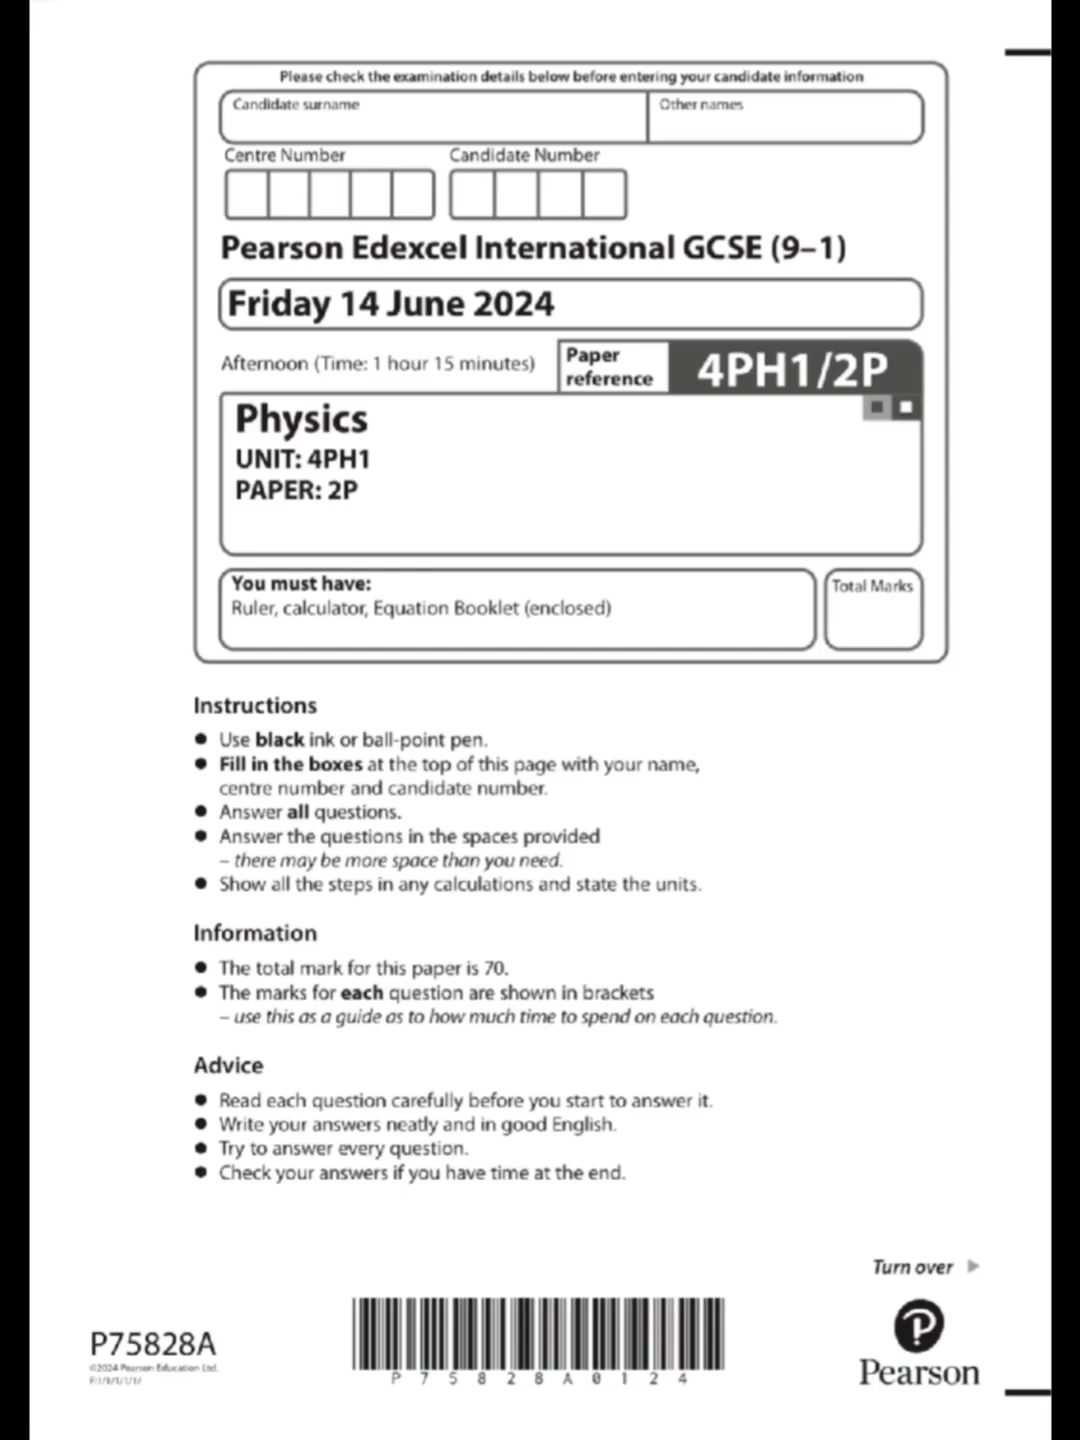 Please check the examination details below before entering your candidate information
Candidate surname
Other names
Centre Number
Candidate Number
Pearson Edexcel International GCSE (9–1)
Friday 14 June 2024
Afternoon (Time: 1 hour 15 minutes)
Paper reference
4PH1/2P
Physics
UNIT: 4PH1
PAPER: 2P
You must have:
Ruler, calculator, Equation Booklet (enclosed)
Total Marks
Instructions
● Use black ink or ball-point pen.
● Fill in the boxes at the top of this page with your name,
centre number and candidate number.
● Answer all questions.
● Answer the questions in the spaces provided
– there may be more space than you need.
● Show all the steps in any calculations and state the units.
Information
● The total mark for this paper is 70.
● The marks for each question are shown in brackets
– use this as a guide as to how much time to spend on each question.
Advice
● Read each question carefully before you start to answer it.
● Write your answers neatly and in good English.
● Try to answer every question.
● Check your answers if you have time at the end.
Turn over
P75828A
©2024 Pearson Education Ltd.
P 7 5 8 2 8 A 0 1 2 4
Pearson